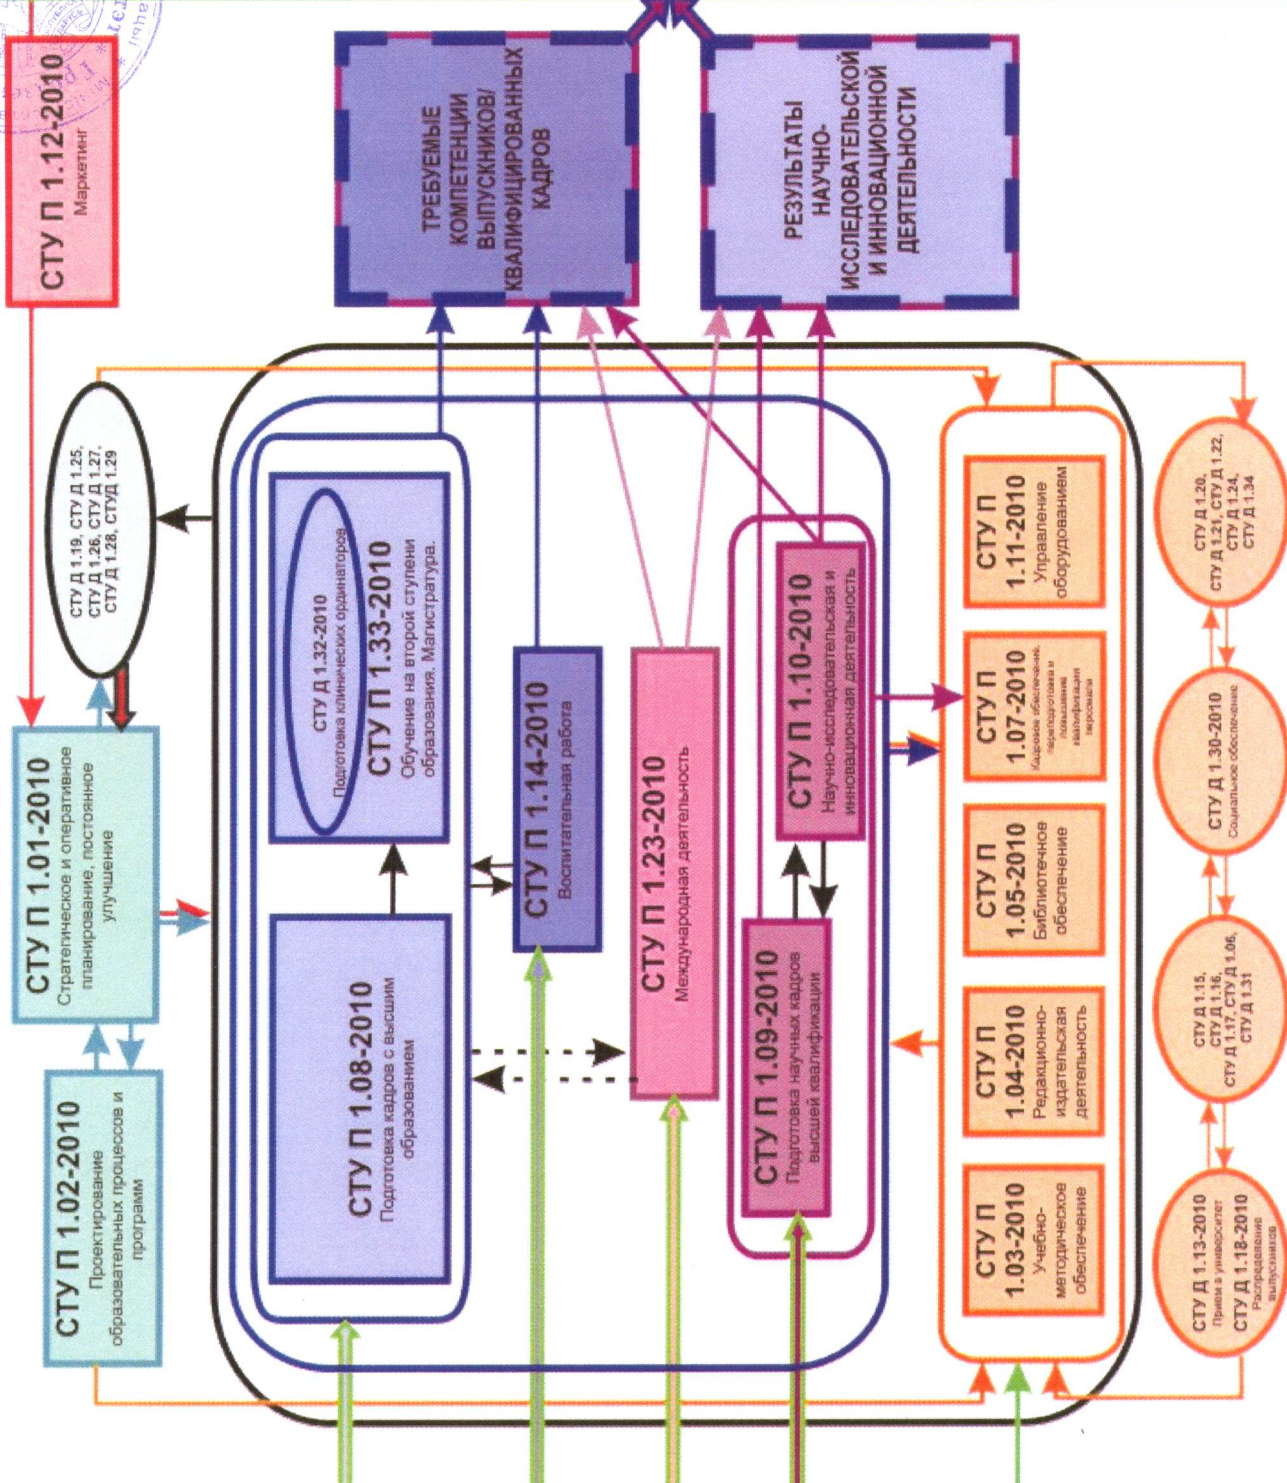 СТУ П 1.02-2010
Проектирование
образовательных процессов и
программ
СТУ П 1.01-2010
Стратегическое и оперативное
планирование, постоянное
улучшение
СТУ Д 1.19, СТУ Д 1.25,
СТУ Д 1.26, СТУ Д 1.27,
СТУ Д 1.28, СТУД 1.29
СТУ П 1.12-2010
Маркетинг
СТУ П 1.08-2010
Подготовка кадров с высшим
образованием
СТУ Д 1.32-2010
Подготовка клинических ординаторов
СТУ П 1.33-2010
Обучение на второй ступени
образования. Магистратура.
СТУ П 1.14-2010
Воспитательная работа
СТУ П 1.23-2010
Международная деятельность
СТУ П 1.09-2010
Подготовка научных кадров
высшей квалификации
СТУ П 1.10-2010
Научно-исследовательская и
инновационная деятельность
ТРЕБУЕМЫЕ
КОМПЕТЕНЦИИ
ВЫПУСКНИКОВ/
КВАЛИФИЦИРОВАННЫХ
КАДРОВ
РЕЗУЛЬТАТЫ
НАУЧНО-
ИССЛЕДОВАТЕЛЬСКОЙ
И ИННОВАЦИОННОЙ
ДЕЯТЕЛЬНОСТИ
СТУ П
1.03-2010
Учебно-
методическое
обеспечение
СТУ П
1.04-2010
Редакционно-
издательская
деятельность
СТУ П
1.05-2010
Библиотечное
обеспечение
СТУ П
1.07-2010
Кадровое обеспечение,
переподготовка и
повышение
квалификации
персонала
СТУ П
1.11-2010
Управление
оборудованием
СТУ Д 1.13-2010
Прием в университет
СТУ Д 1.18-2010
Распределение
выпускников
СТУ Д 1.15,
СТУ Д 1.16,
СТУ Д 1.17, СТУ Д 1.06,
СТУ Д 1.31
СТУ Д 1.30-2010
Социальное обеспечение
СТУ Д 1.20,
СТУ Д 1.21, СТУ Д 1.22,
СТУ Д 1.24,
СТУ Д 1.34